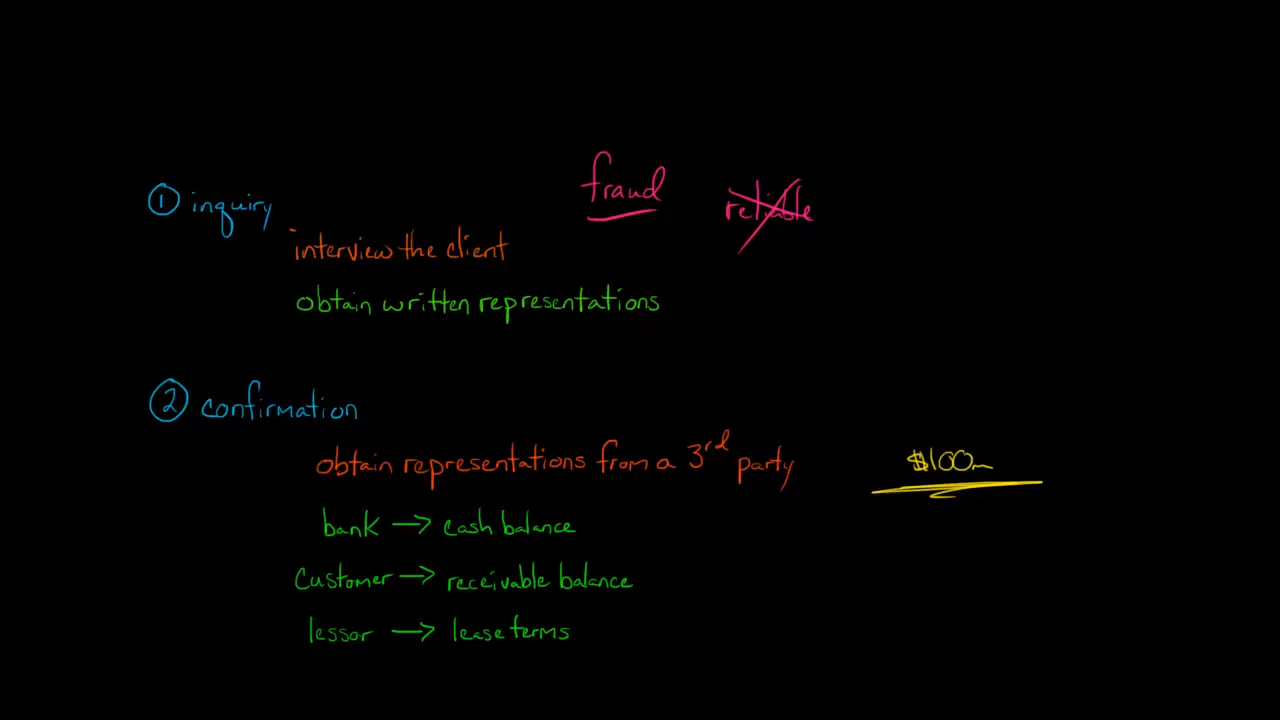 fraud
① inquiry
reliable
interview the client
obtain written representations
② confirmation
obtain representations from a 3rd party
$100m
bank → cash balance
customer → receivable balance
lessor → lease terms